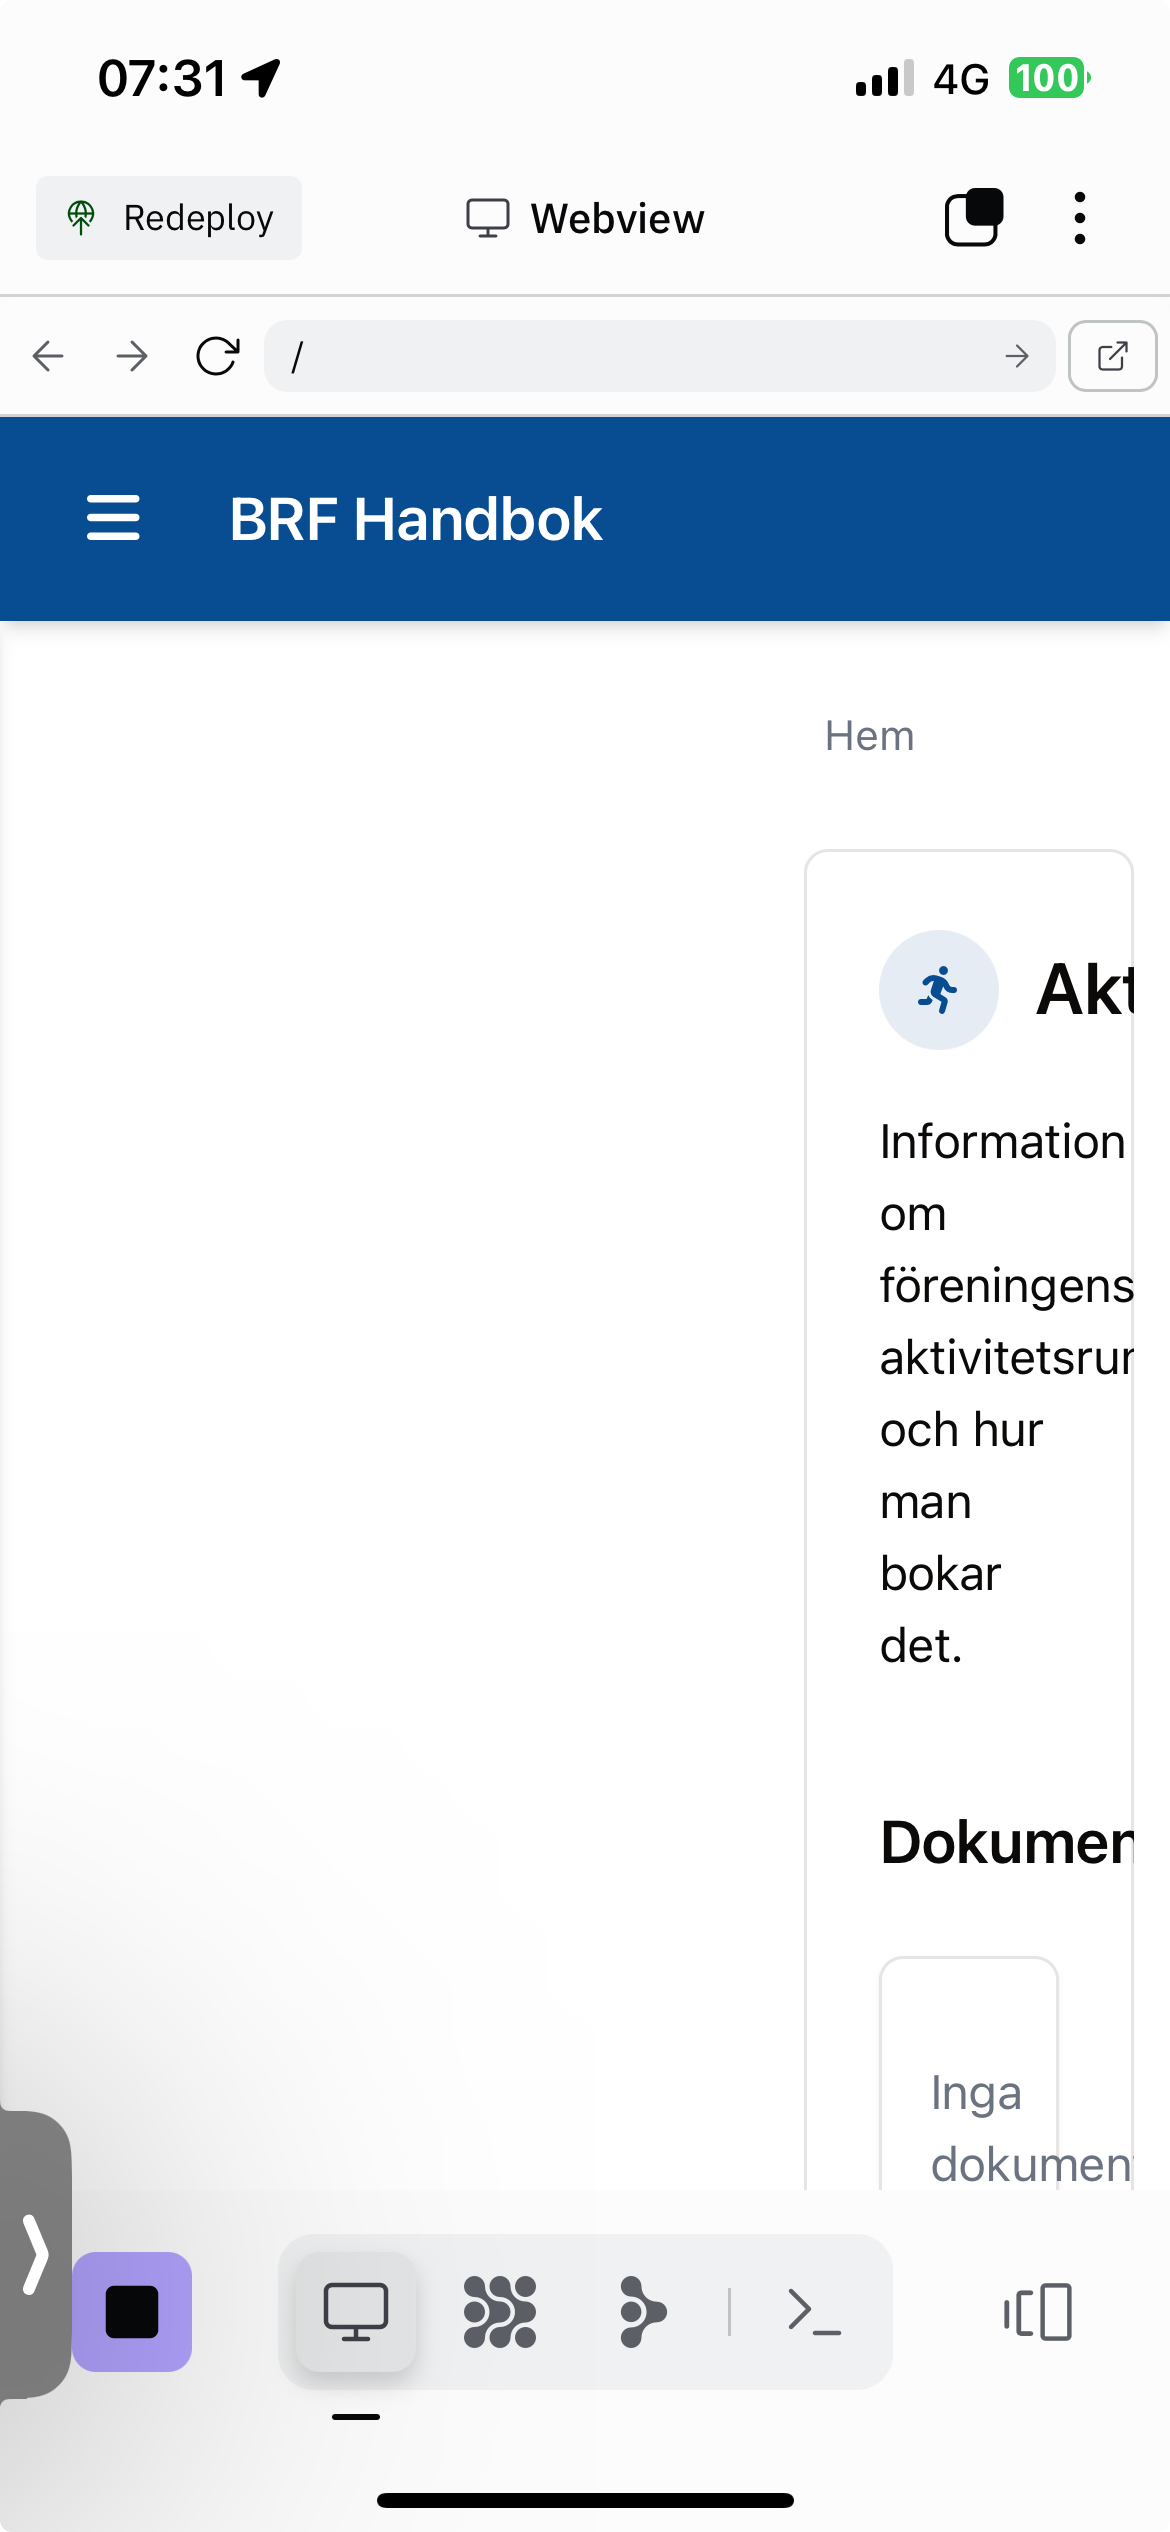 07:31
4G
100
Redeploy
Webview
/
BRF Handbok
Hem
Akt
Information
om
föreningens
aktivitetsrur
och hur
man
bokar
det.
Dokumen
Inga
dokument